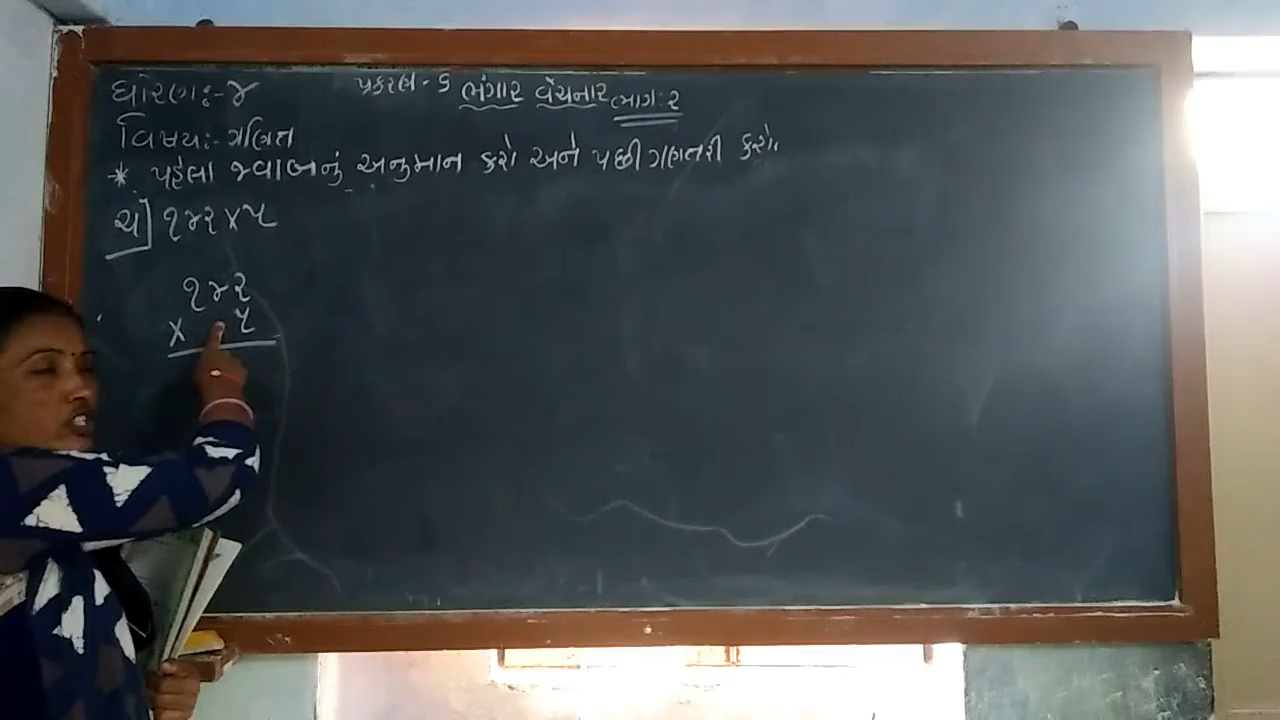 ધોરણઃ-૪
પ્રકરણ-૬ ભંગાર વેંચનાર ભાગઃ૨
વિષયઃ-ગણિત
* પહેલા જવાબનું અનુમાન કરો અને પછી ગણતરી કરો.
ચ] ૧૪૨ x ૫
૧૪૨
x ૫